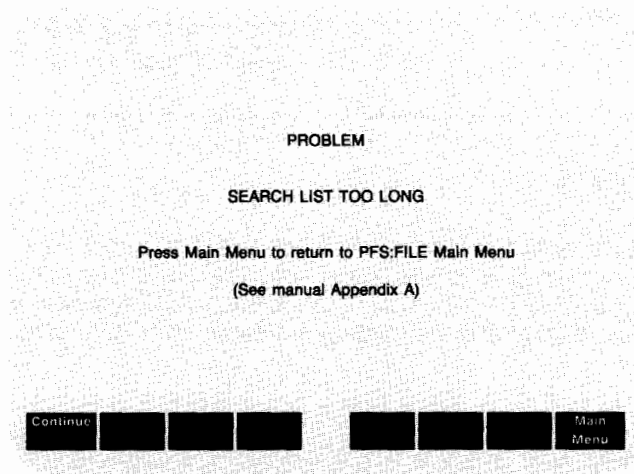 PROBLEM
SEARCH LIST TOO LONG
Press Main Menu to return to PFS:FILE Main Menu
(See manual Appendix A)
Continue
Main
Menu